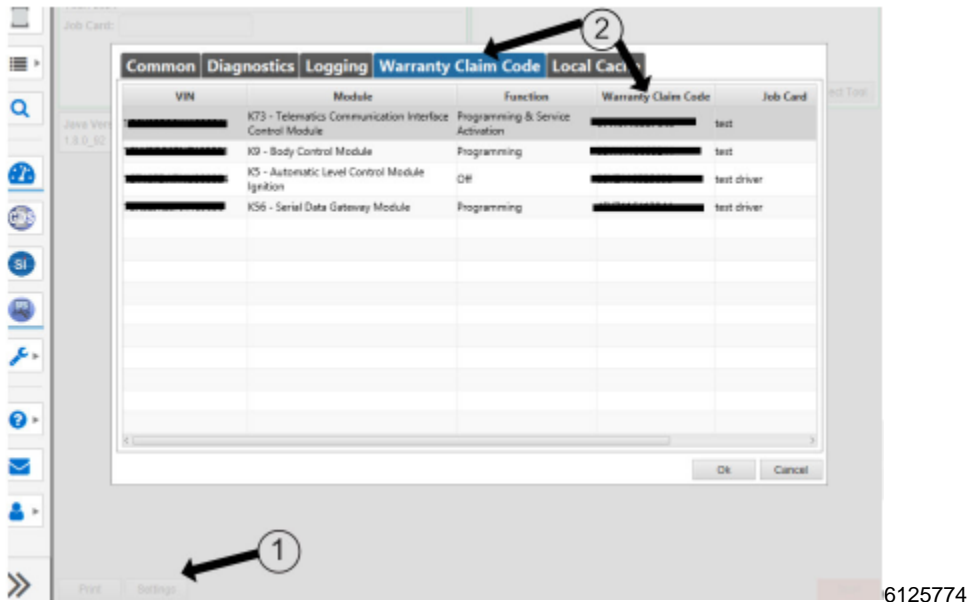 Job Card:
2
Common Diagnostics Logging Warranty Claim Code Local Cache
VIN Module Function Warranty Claim Code Job Card
K73 - Telematics Communication Interface Control Module Programming & Service Activation test
K9 - Body Control Module Programming test
K5 - Automatic Level Control Module Ignition Off test driver
K56 - Serial Data Gateway Module Programming test driver
Java Vers
1.8.0_92
SI
Ok Cancel
1
Print Settings
6125774